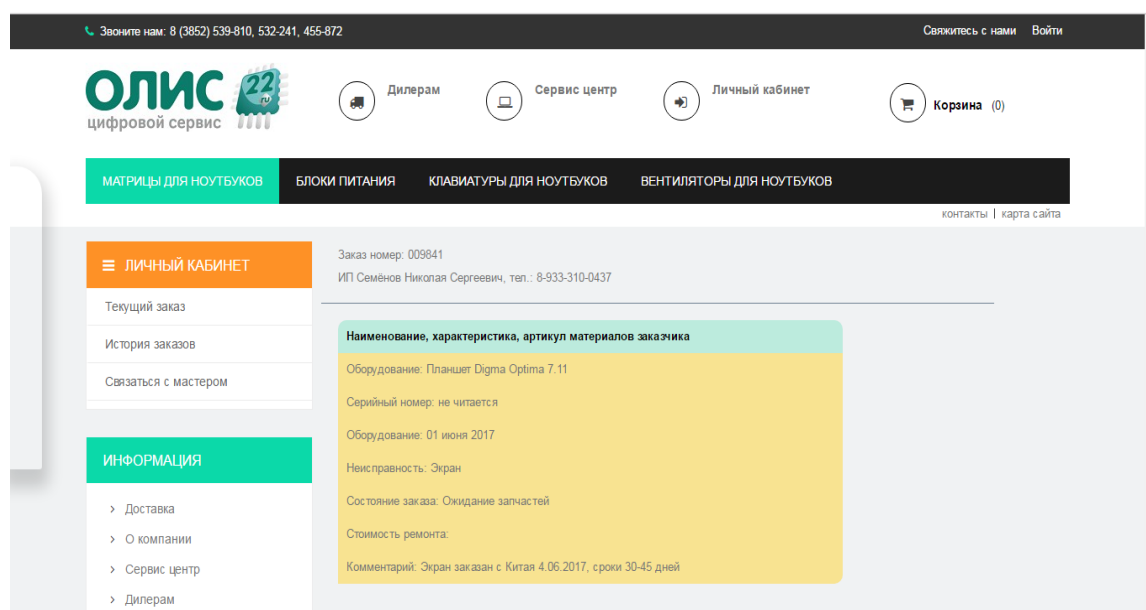 Звоните нам: 8 (3852) 539-810, 532-241, 455-872
Свяжитесь с нами Войти
ОЛИС 22 ru
цифровой сервис
Дилерам
Сервис центр
Личный кабинет
Корзина (0)
МАТРИЦЫ ДЛЯ НОУТБУКОВ БЛОКИ ПИТАНИЯ КЛАВИАТУРЫ ДЛЯ НОУТБУКОВ ВЕНТИЛЯТОРЫ ДЛЯ НОУТБУКОВ
контакты | карта сайта
ЛИЧНЫЙ КАБИНЕТ
Текущий заказ
История заказов
Связаться с мастером
ИНФОРМАЦИЯ
Доставка
О компании
Сервис центр
Дилерам
Заказ номер: 009841
ИП Семёнов Николая Сергеевич, тел.: 8-933-310-0437
Наименование, характеристика, артикул материалов заказчика
Оборудование: Планшет Digma Optima 7.11
Серийный номер: не читается
Оборудование: 01 июня 2017
Неисправность: Экран
Состояние заказа: Ожидание запчастей
Стоимость ремонта:
Комментарий: Экран заказан с Китая 4.06.2017, сроки 30-45 дней